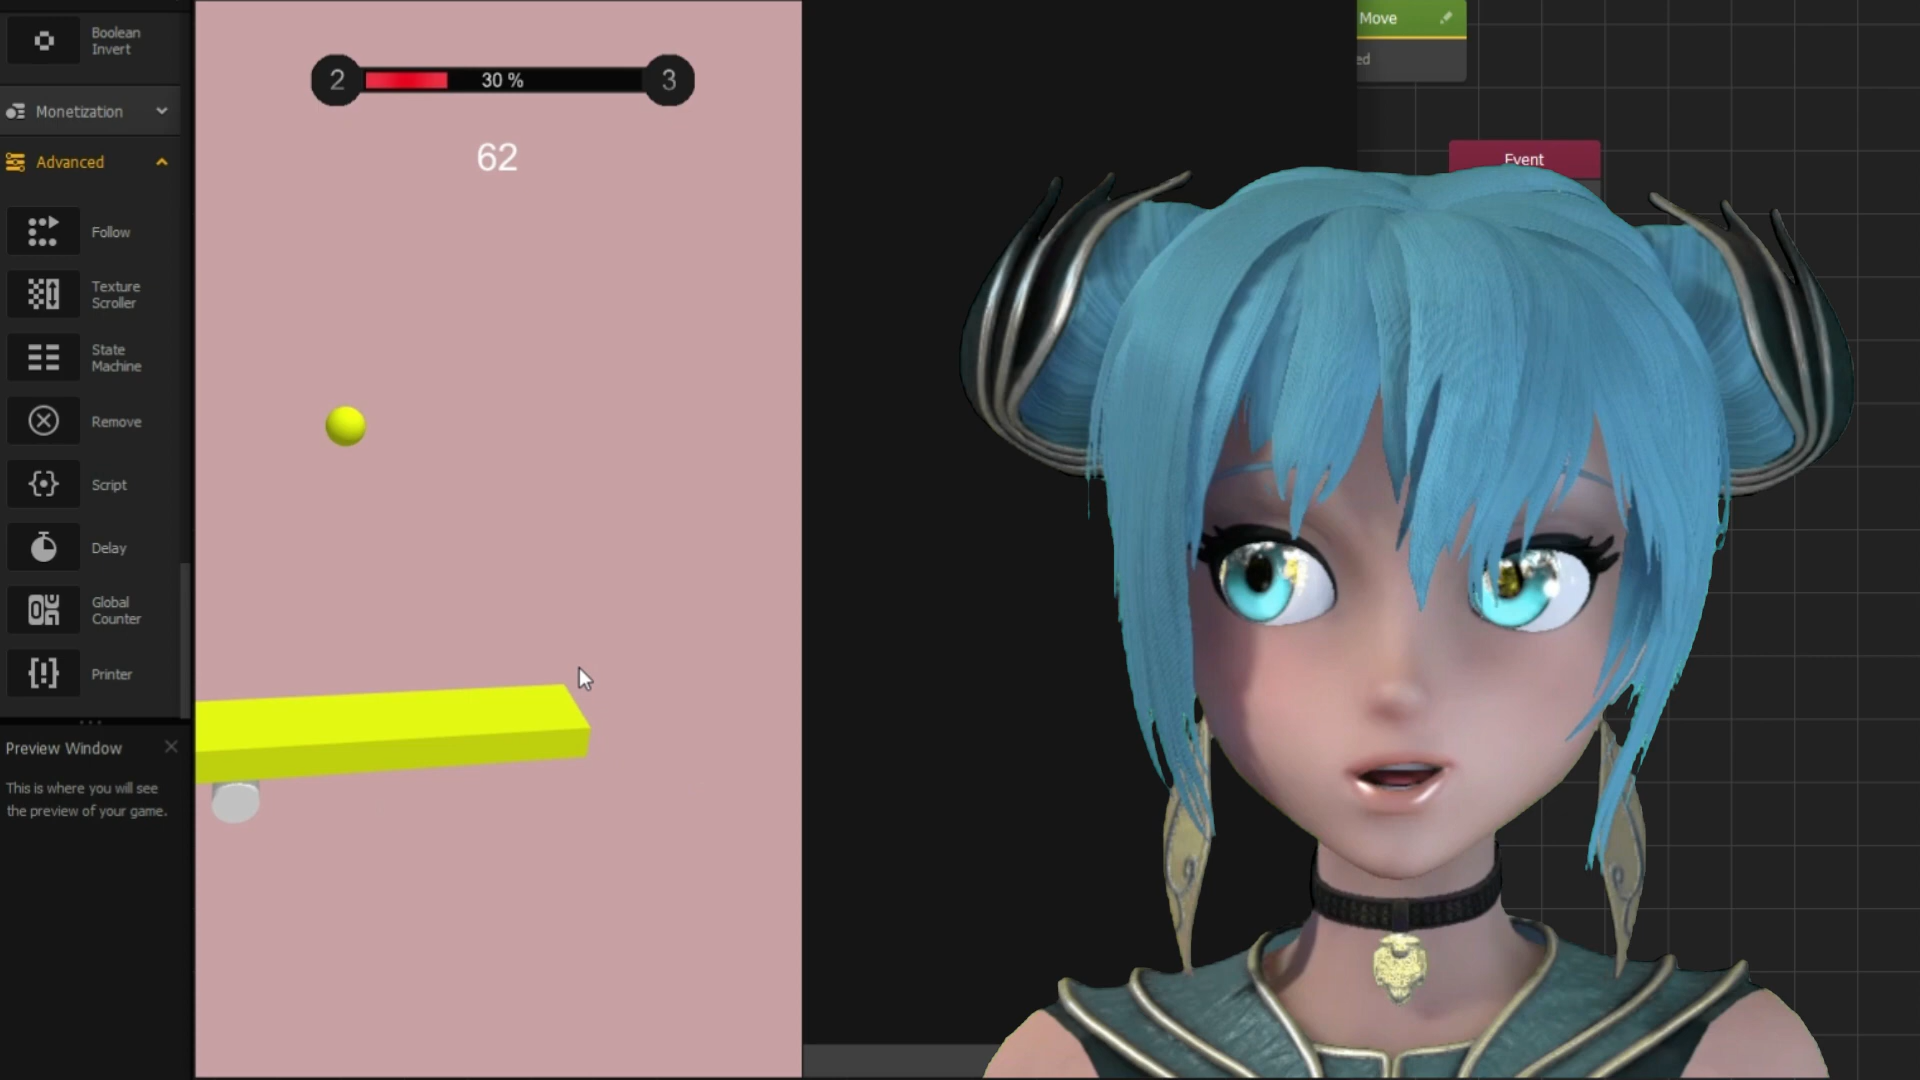 Boolean
Invert
Monetization
Advanced
Follow
Texture
Scroller
State
Machine
Remove
Script
Delay
Global
Counter
Printer
Preview Window
This is where you will see
the preview of your game.
2
30 %
3
62
Move
ed
Event